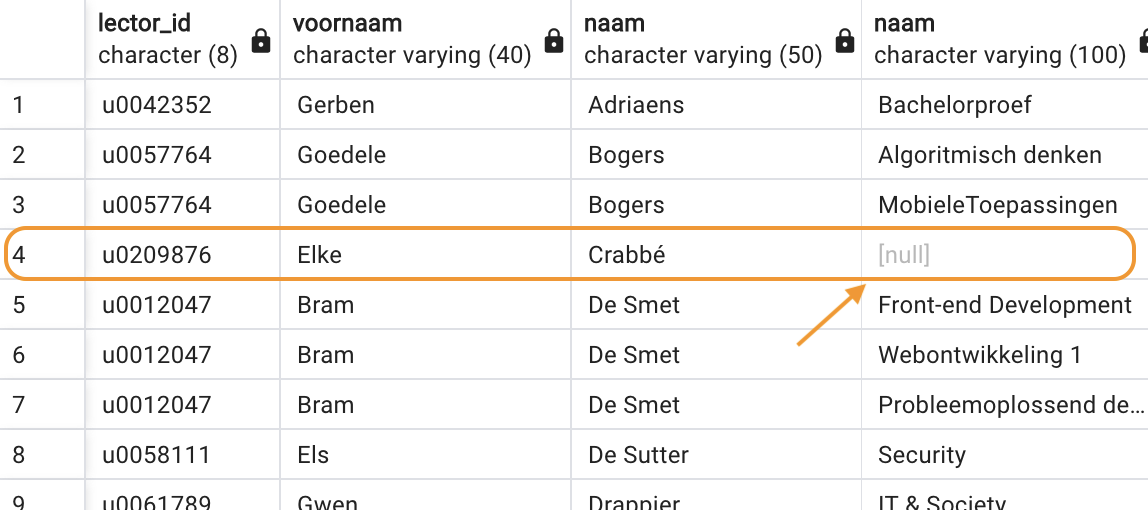 lector_id voornaam naam naam
character (8) character varying (40) character varying (50) character varying (100)
1 u0042352 Gerben Adriaens Bachelorproef
2 u0057764 Goedele Bogers Algoritmisch denken
3 u0057764 Goedele Bogers MobieleToepassingen
4 u0209876 Elke Crabbé [null]
5 u0012047 Bram De Smet Front-end Development
6 u0012047 Bram De Smet Webontwikkeling 1
7 u0012047 Bram De Smet Probleemoplossend de...
8 u0058111 Els De Sutter Security
9 u0061789 Gwen Drappier IT & Society